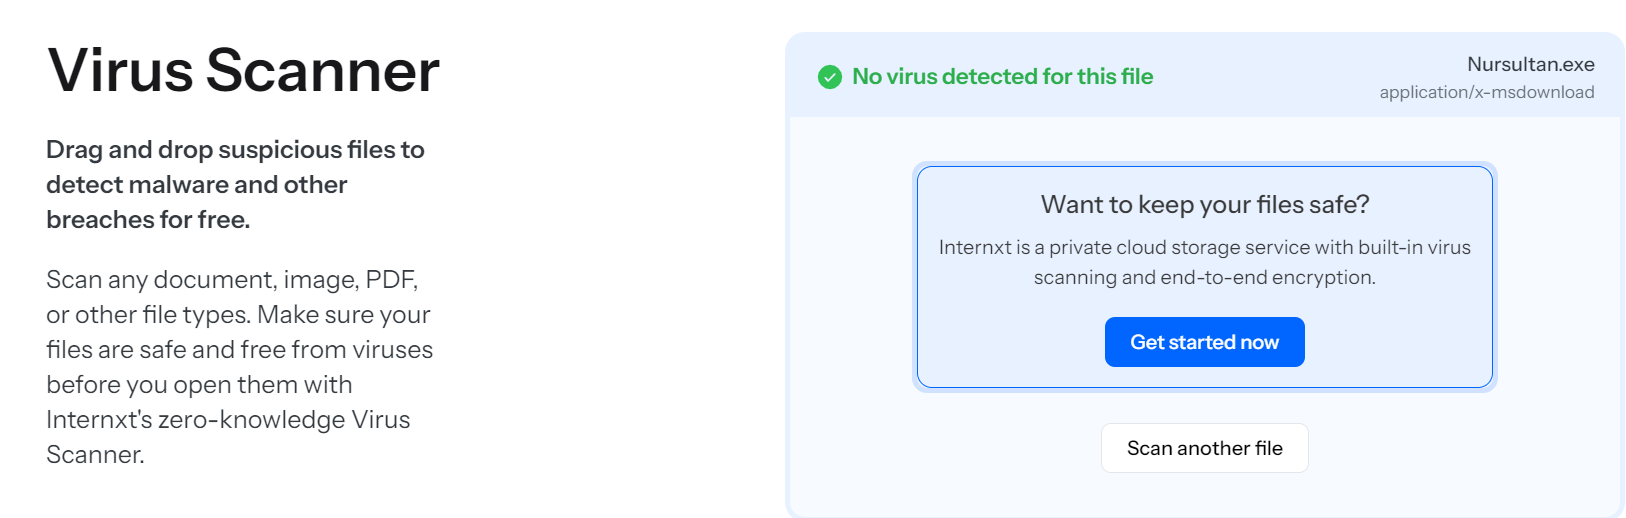 Virus Scanner
Drag and drop suspicious files to
detect malware and other
breaches for free.
Scan any document, image, PDF,
or other file types. Make sure your
files are safe and free from viruses
before you open them with
Internxt's zero-knowledge Virus
Scanner.
No virus detected for this file
Nursultan.exe
application/x-msdownload
Want to keep your files safe?
Internxt is a private cloud storage service with built-in virus
scanning and end-to-end encryption.
Get started now
Scan another file